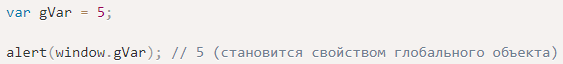 var gVar = 5;
alert(window.gVar); // 5 (становится свойством глобального объекта)